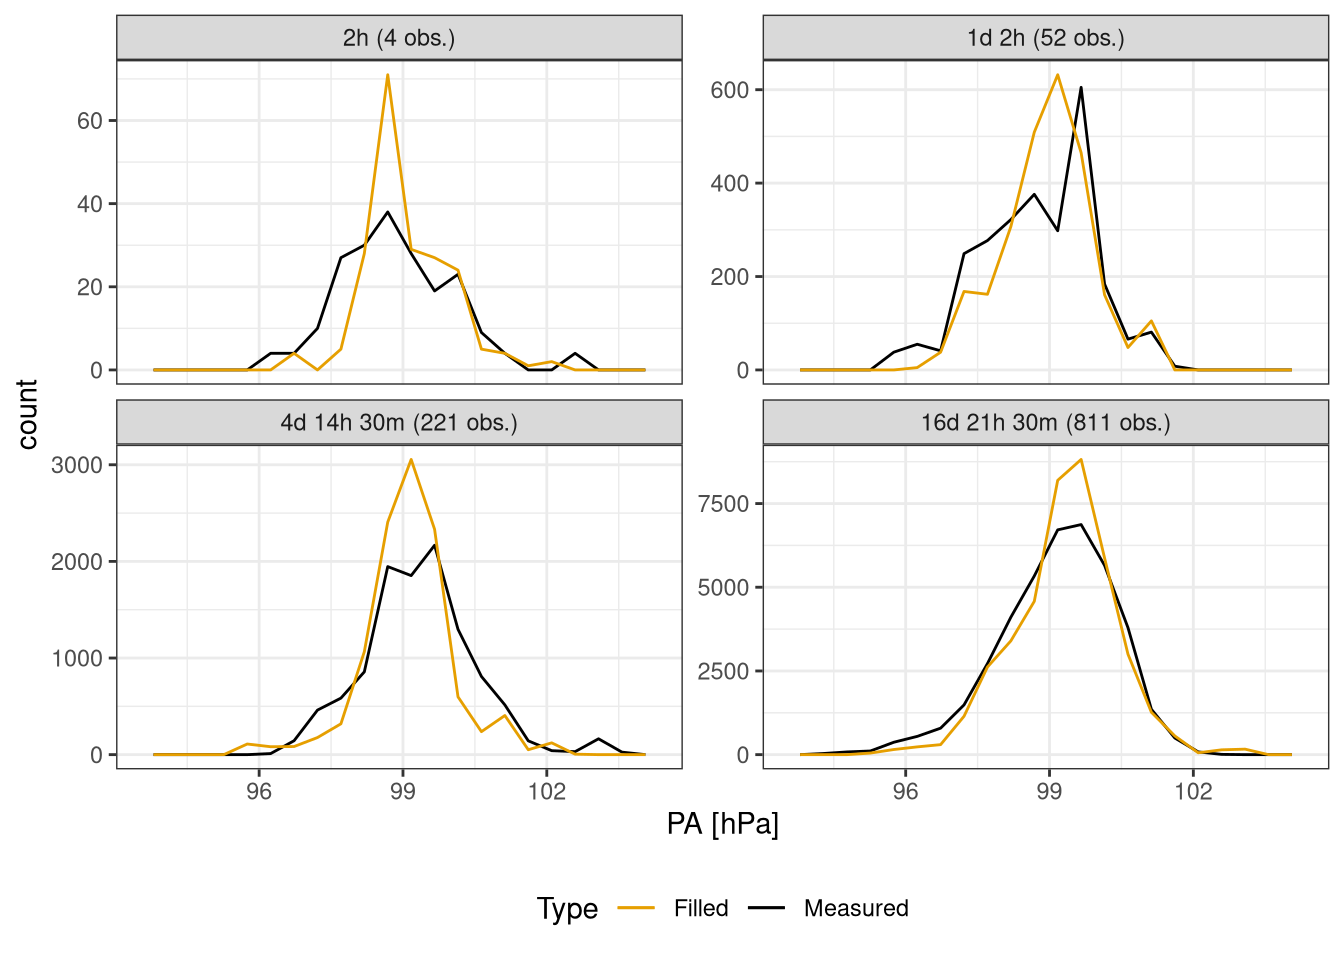 2h (4 obs.)
1d 2h (52 obs.)
60
40
20
0
600
400
200
0
count
4d 14h 30m (221 obs.)
16d 21h 30m (811 obs.)
3000
2000
1000
0
7500
5000
2500
0
96 99 102
96 99 102
PA [hPa]
Type Filled Measured